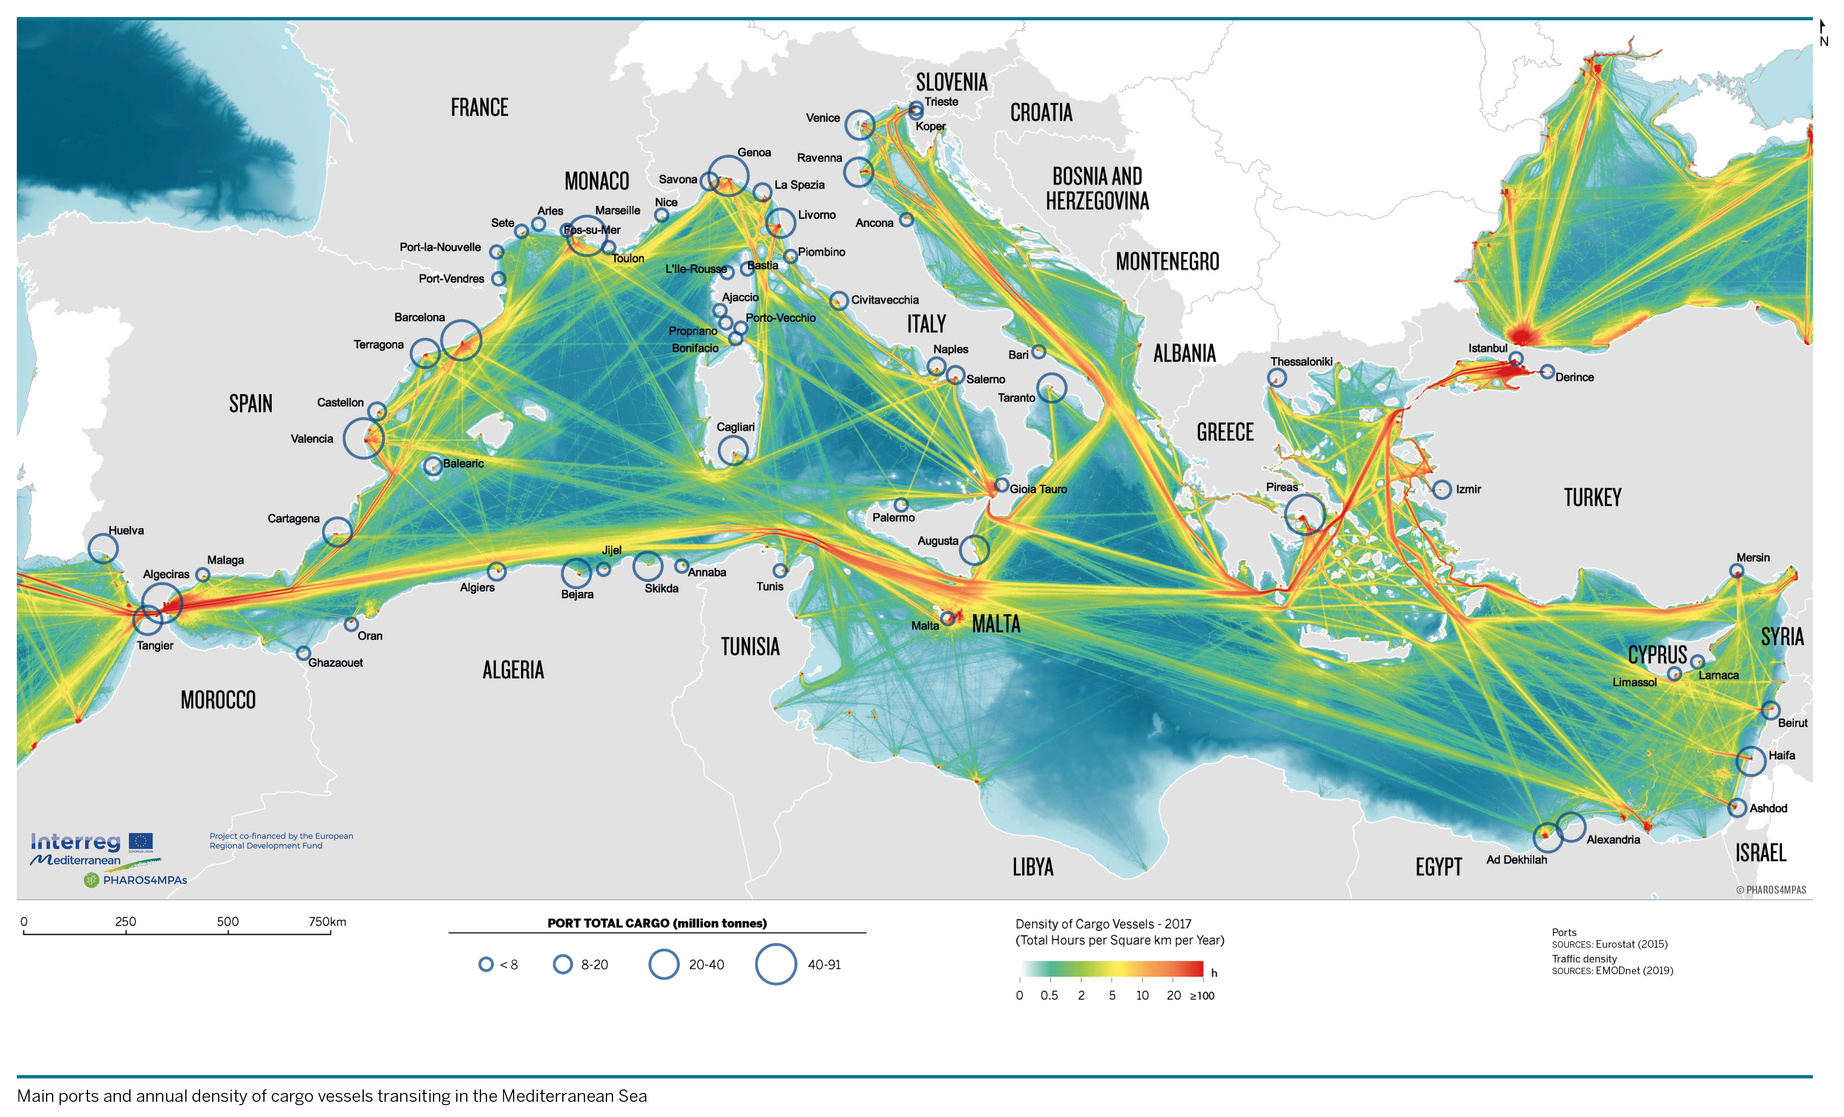 N
SLOVENIA
Trieste
Koper
CROATIA
FRANCE
Venice
Ravenna
BOSNIA AND
HERZEGOVINA
Genoa
MONACO
Savona
La Spezia
Nice
Arles
Marseille
Livorno
Sete
Fos-su-Mer
Ancona
Port-la-Nouvelle
Toulon
Piombino
MONTENEGRO
Port-Vendres
L'Ile-Rousse
Bastia
Ajaccio
Civitavecchia
Barcelona
Porto-Vecchio
ITALY
Propriano
Terragona
Bonifacio
Naples
Bari
ALBANIA
Istanbul
Thessaloniki
Salerno
Derince
Taranto
SPAIN
Castellon
Cagliari
GREECE
Valencia
Balearic
Gioia Tauro
Pireas
Izmir
TURKEY
Palermo
Cartagena
Huelva
Augusta
Jijel
Malaga
Mersin
Algeciras
Algiers
Bejara
Skikda
Annaba
Tunis
Malta
MALTA
Tangier
Oran
TUNISIA
SYRIA
Ghazaouet
ALGERIA
CYPRUS
Limassol
Larnaca
MOROCCO
Beirut
Haifa
Ashdod
Alexandria
Ad Dekhilah
LIBYA
EGYPT
ISRAEL
Interreg
EUROPEAN UNION
Mediterranean
PHAROS4MPAs
Project co-financed by the European
Regional Development Fund
© PHAROS4MPAS
0 250 500 750km
PORT TOTAL CARGO (million tonnes)
< 8 8-20 20-40 40-91
Density of Cargo Vessels - 2017
(Total Hours per Square km per Year)
h
0 0.5 2 5 10 20 ≥100
Ports
SOURCES: Eurostat (2015)
Traffic density
SOURCES: EMODnet (2019)
Main ports and annual density of cargo vessels transiting in the Mediterranean Sea